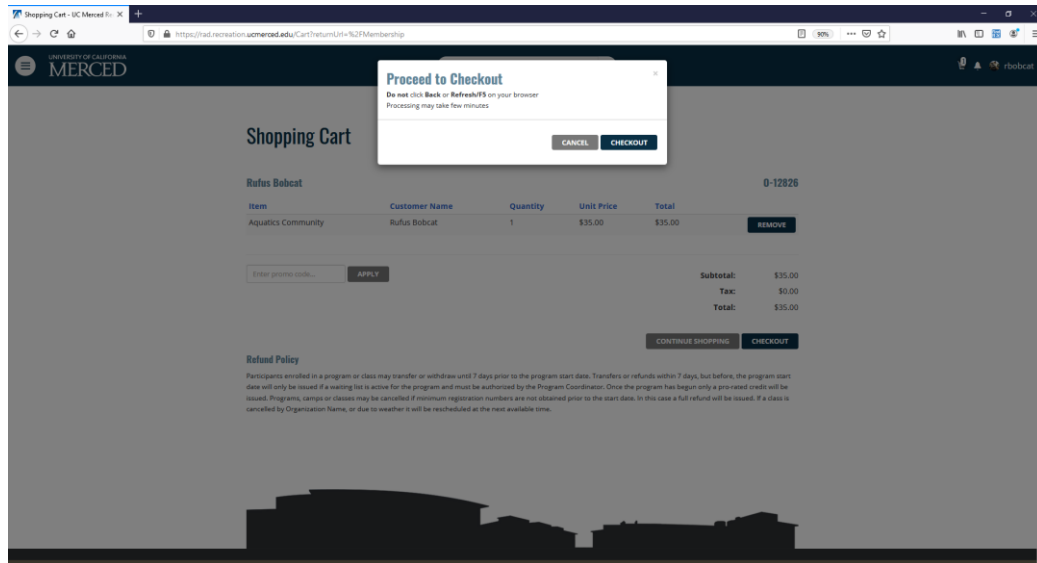 Shopping Cart - UC Merced Re
https://rad.recreation.ucmerced.edu/Cart?returnUrl=%2FMembership
90%
UNIVERSITY OF CALIFORNIA
MERCED
0
rbobcat
Proceed to Checkout
×
Do not click Back or Refresh/F5 on your browser
Processing may take few minutes
CANCEL
CHECKOUT
Shopping Cart
Rufus Bobcat
0-12826
Item Customer Name Quantity Unit Price Total
Aquatics Community Rufus Bobcat 1 $35.00 $35.00 REMOVE
Enter promo code... APPLY
Subtotal: $35.00
Tax: $0.00
Total: $35.00
CONTINUE SHOPPING CHECKOUT
Refund Policy
Participants enrolled in a program or class may transfer or withdraw until 7 days prior to the program start date. Transfers or refunds within 7 days, but before, the program start
date will only be issued if a waiting list is active for the program and must be authorized by the Program Coordinator. Once the program has begun only a pro-rated credit will be
issued. Programs, camps or classes may be cancelled if minimum registration numbers are not obtained prior to the start date. In this case a full refund will be issued. If a class is
cancelled by Organization Name, or due to weather it will be rescheduled at the next available time.